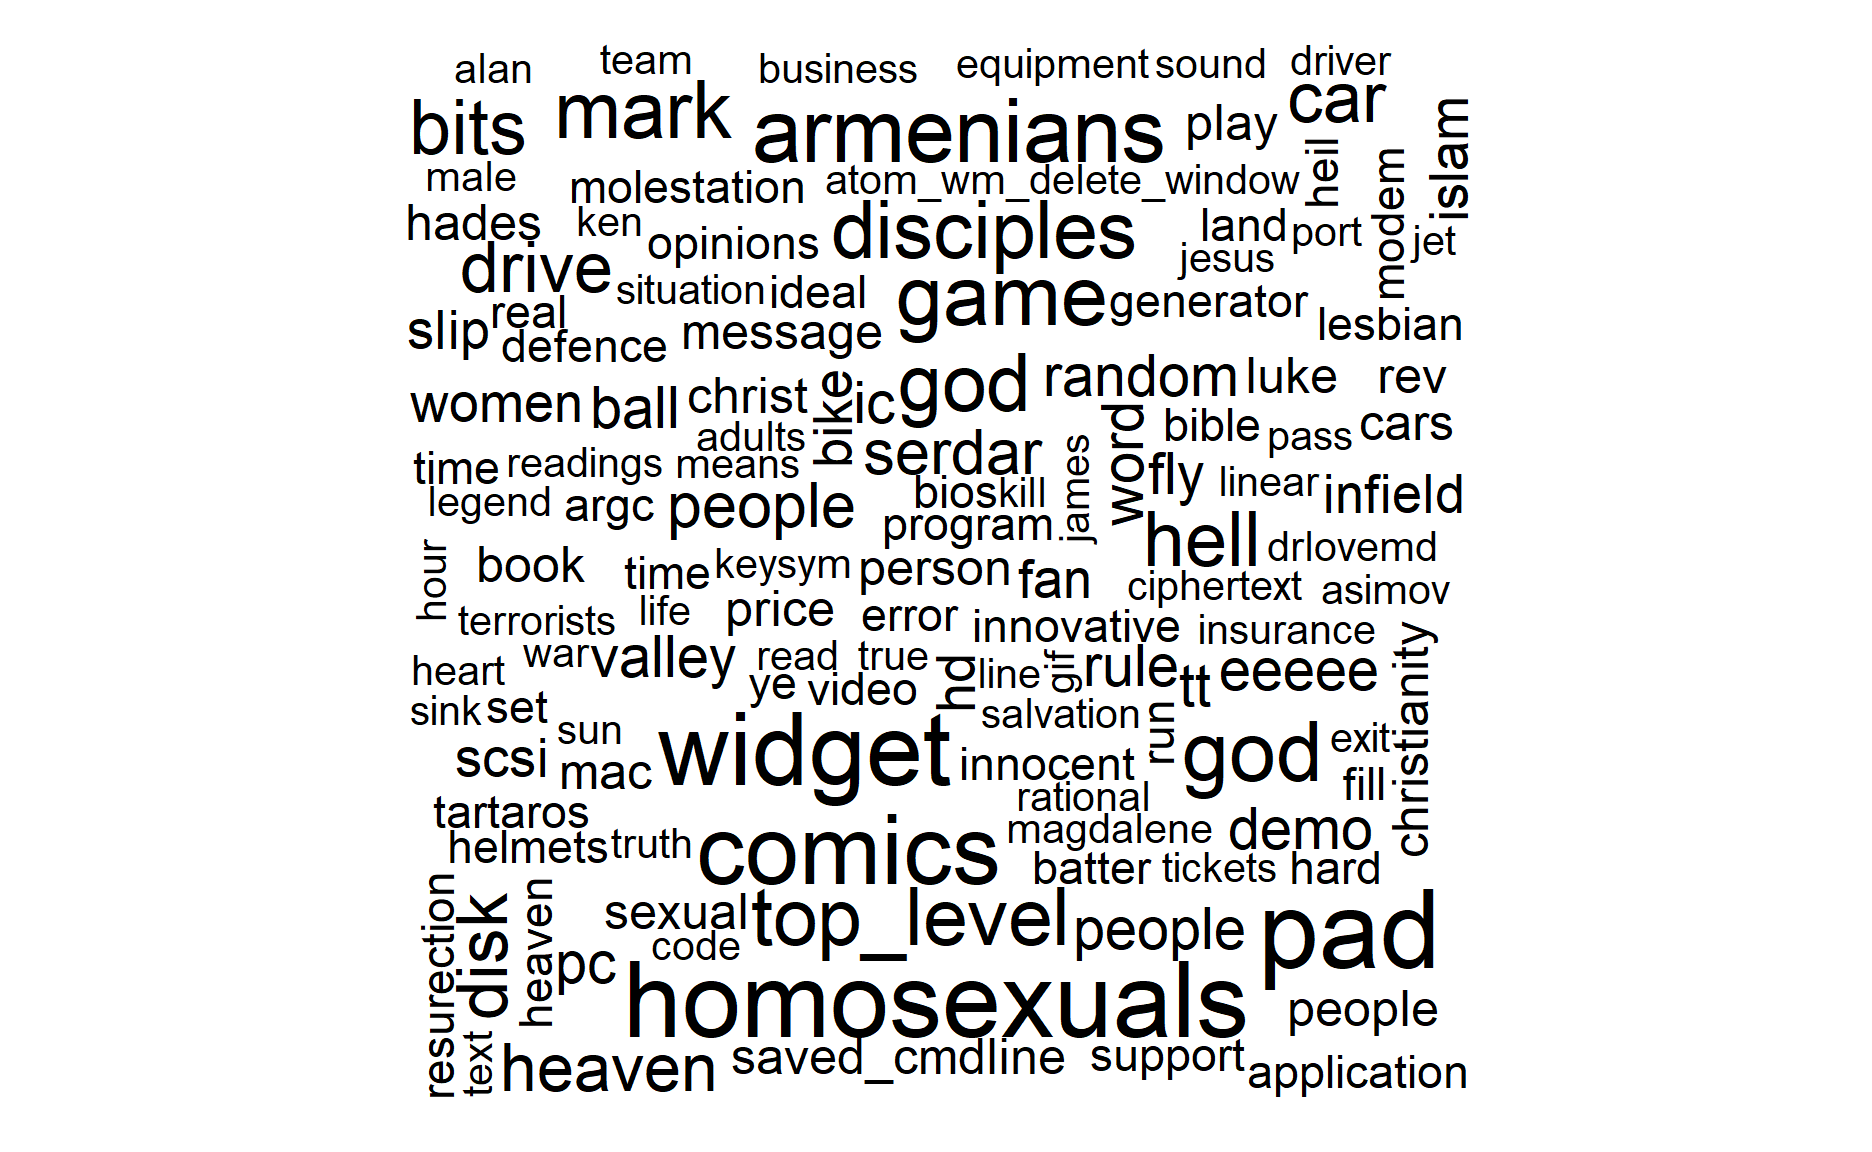 alan team business equipment sound driver
bits mark armenians play car islam
male molestation atom_wm_delete_window heil modem
hades ken opinions disciples land port jet
drive situation ideal game jesus generator
slip real defence message lesbian
women ball christ bike ic god random luke rev
adults serdar word bible pass cars
time readings means james fly linear infield
legend argc people bios kill program hell
hour book time keysym person fan drlovemd
terrorists life price error ciphertext asimov
innovative insurance christianity
heart war valley read true hd line gif rule tt eeeee
sink set ye video salvation run
scsi sun mac widget innocent god exit
rational fill
tartaros magdalene demo
helmets truth comics batter tickets hard
resurection disk heaven sexual top_level people pad
pc code homosexuals people
text heaven saved_cmdline support application